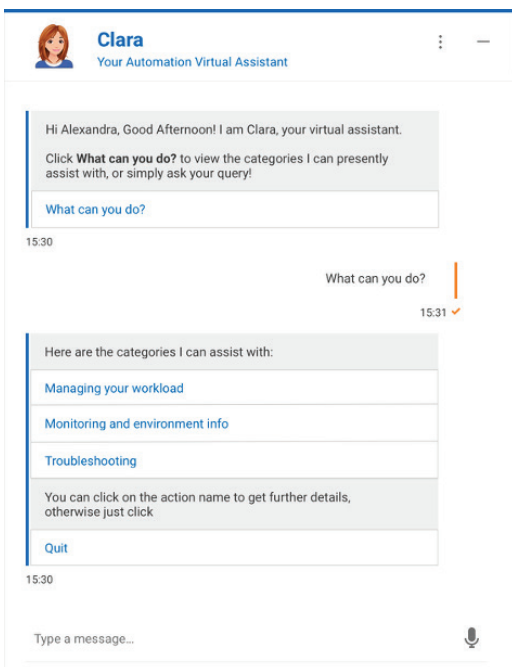 Clara
Your Automation Virtual Assistant
Hi Alexandra, Good Afternoon! I am Clara, your virtual assistant.
Click What can you do? to view the categories I can presently
assist with, or simply ask your query!
What can you do?
15:30
What can you do?
15:31
Here are the categories I can assist with:
Managing your workload
Monitoring and environment info
Troubleshooting
You can click on the action name to get further details,
otherwise just click
Quit
15:30
Type a message...